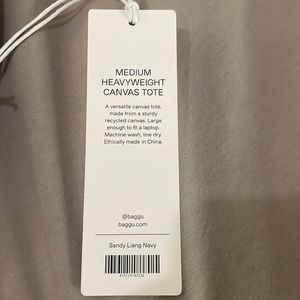 MEDIUM
HEAVYWEIGHT
CANVAS TOTE
A versatile canvas tote,
made from a sturdy
recycled canvas. Large
enough to fit a laptop.
Machine wash, line dry.
Ethically made in China.
@baggu
baggu.com
Sandy Liang Navy